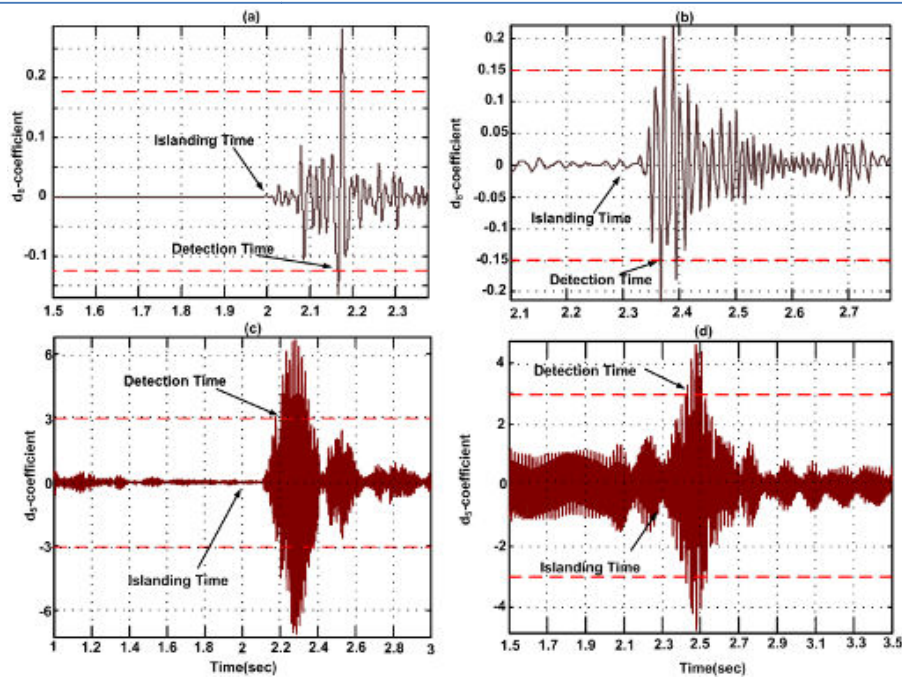 (a)
d₅-coefficient
0.2
0.1
0
-0.1
Islanding Time
Detection Time
1.5 1.6 1.7 1.8 1.9 2 2.1 2.2 2.3
(b)
d₅-coefficient
0.2
0.15
0.1
0.05
0
-0.05
-0.1
-0.15
-0.2
Islanding Time
Detection Time
2.1 2.2 2.3 2.4 2.5 2.6 2.7
(c)
d₅-coefficient
6
3
0
-3
-6
Detection Time
Islanding Time
1 1.2 1.4 1.6 1.8 2 2.2 2.4 2.6 2.8 3
Time(sec)
(d)
d₅-coefficient
4
2
0
-2
-4
Detection Time
Islanding Time
1.5 1.7 1.9 2.1 2.3 2.5 2.7 2.9 3.1 3.3 3.5
Time(sec)